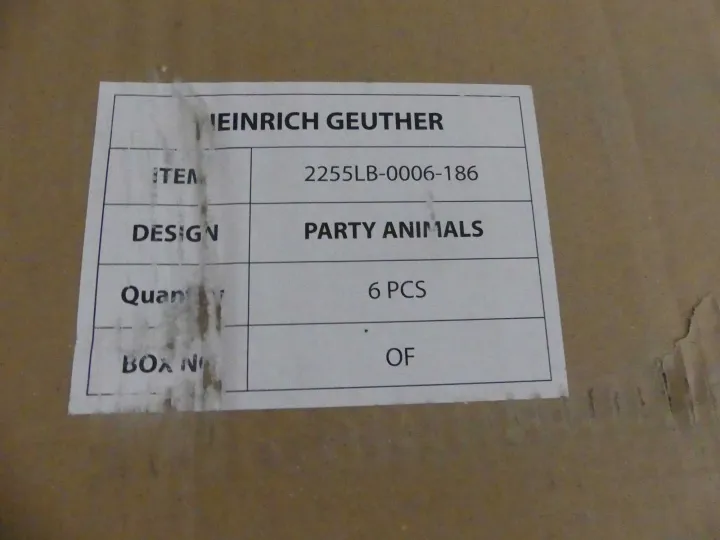 HEINRICH GEUTHER
ITEM 2255LB-0006-186
DESIGN PARTY ANIMALS
Quantity 6 PCS
BOX No. OF